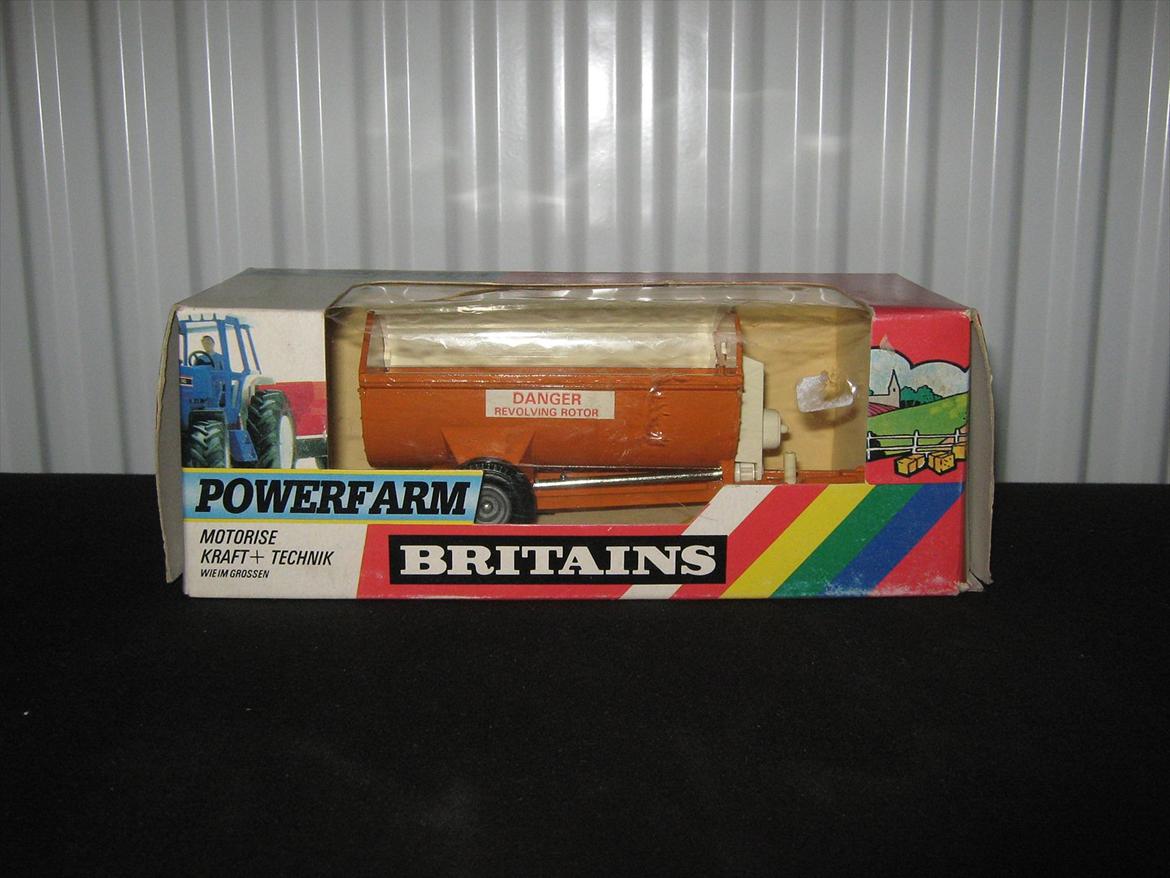 DANGER
REVOLVING ROTOR
POWERFARM
MOTORISE
KRAFT + TECHNIK
WIE IM GROSSEN
BRITAINS